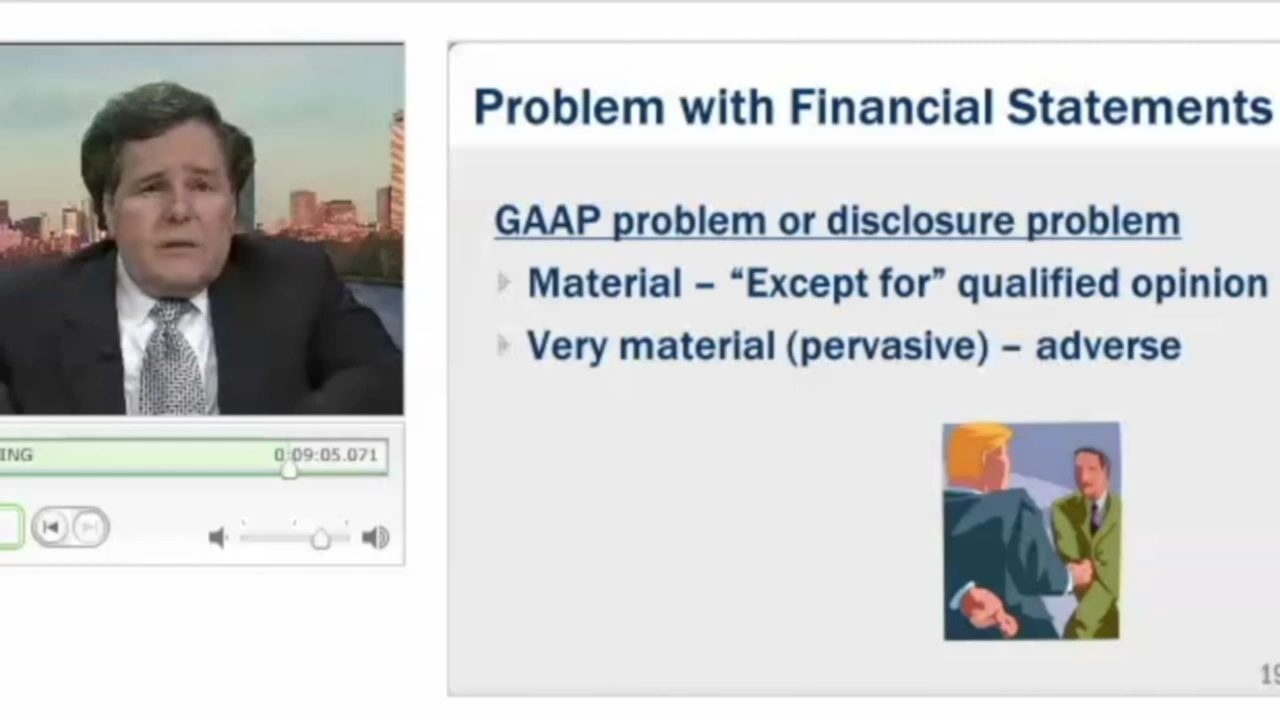 Problem with Financial Statements
GAAP problem or disclosure problem
Material – “Except for” qualified opinion
Very material (pervasive) – adverse
ING
0:09:05.071